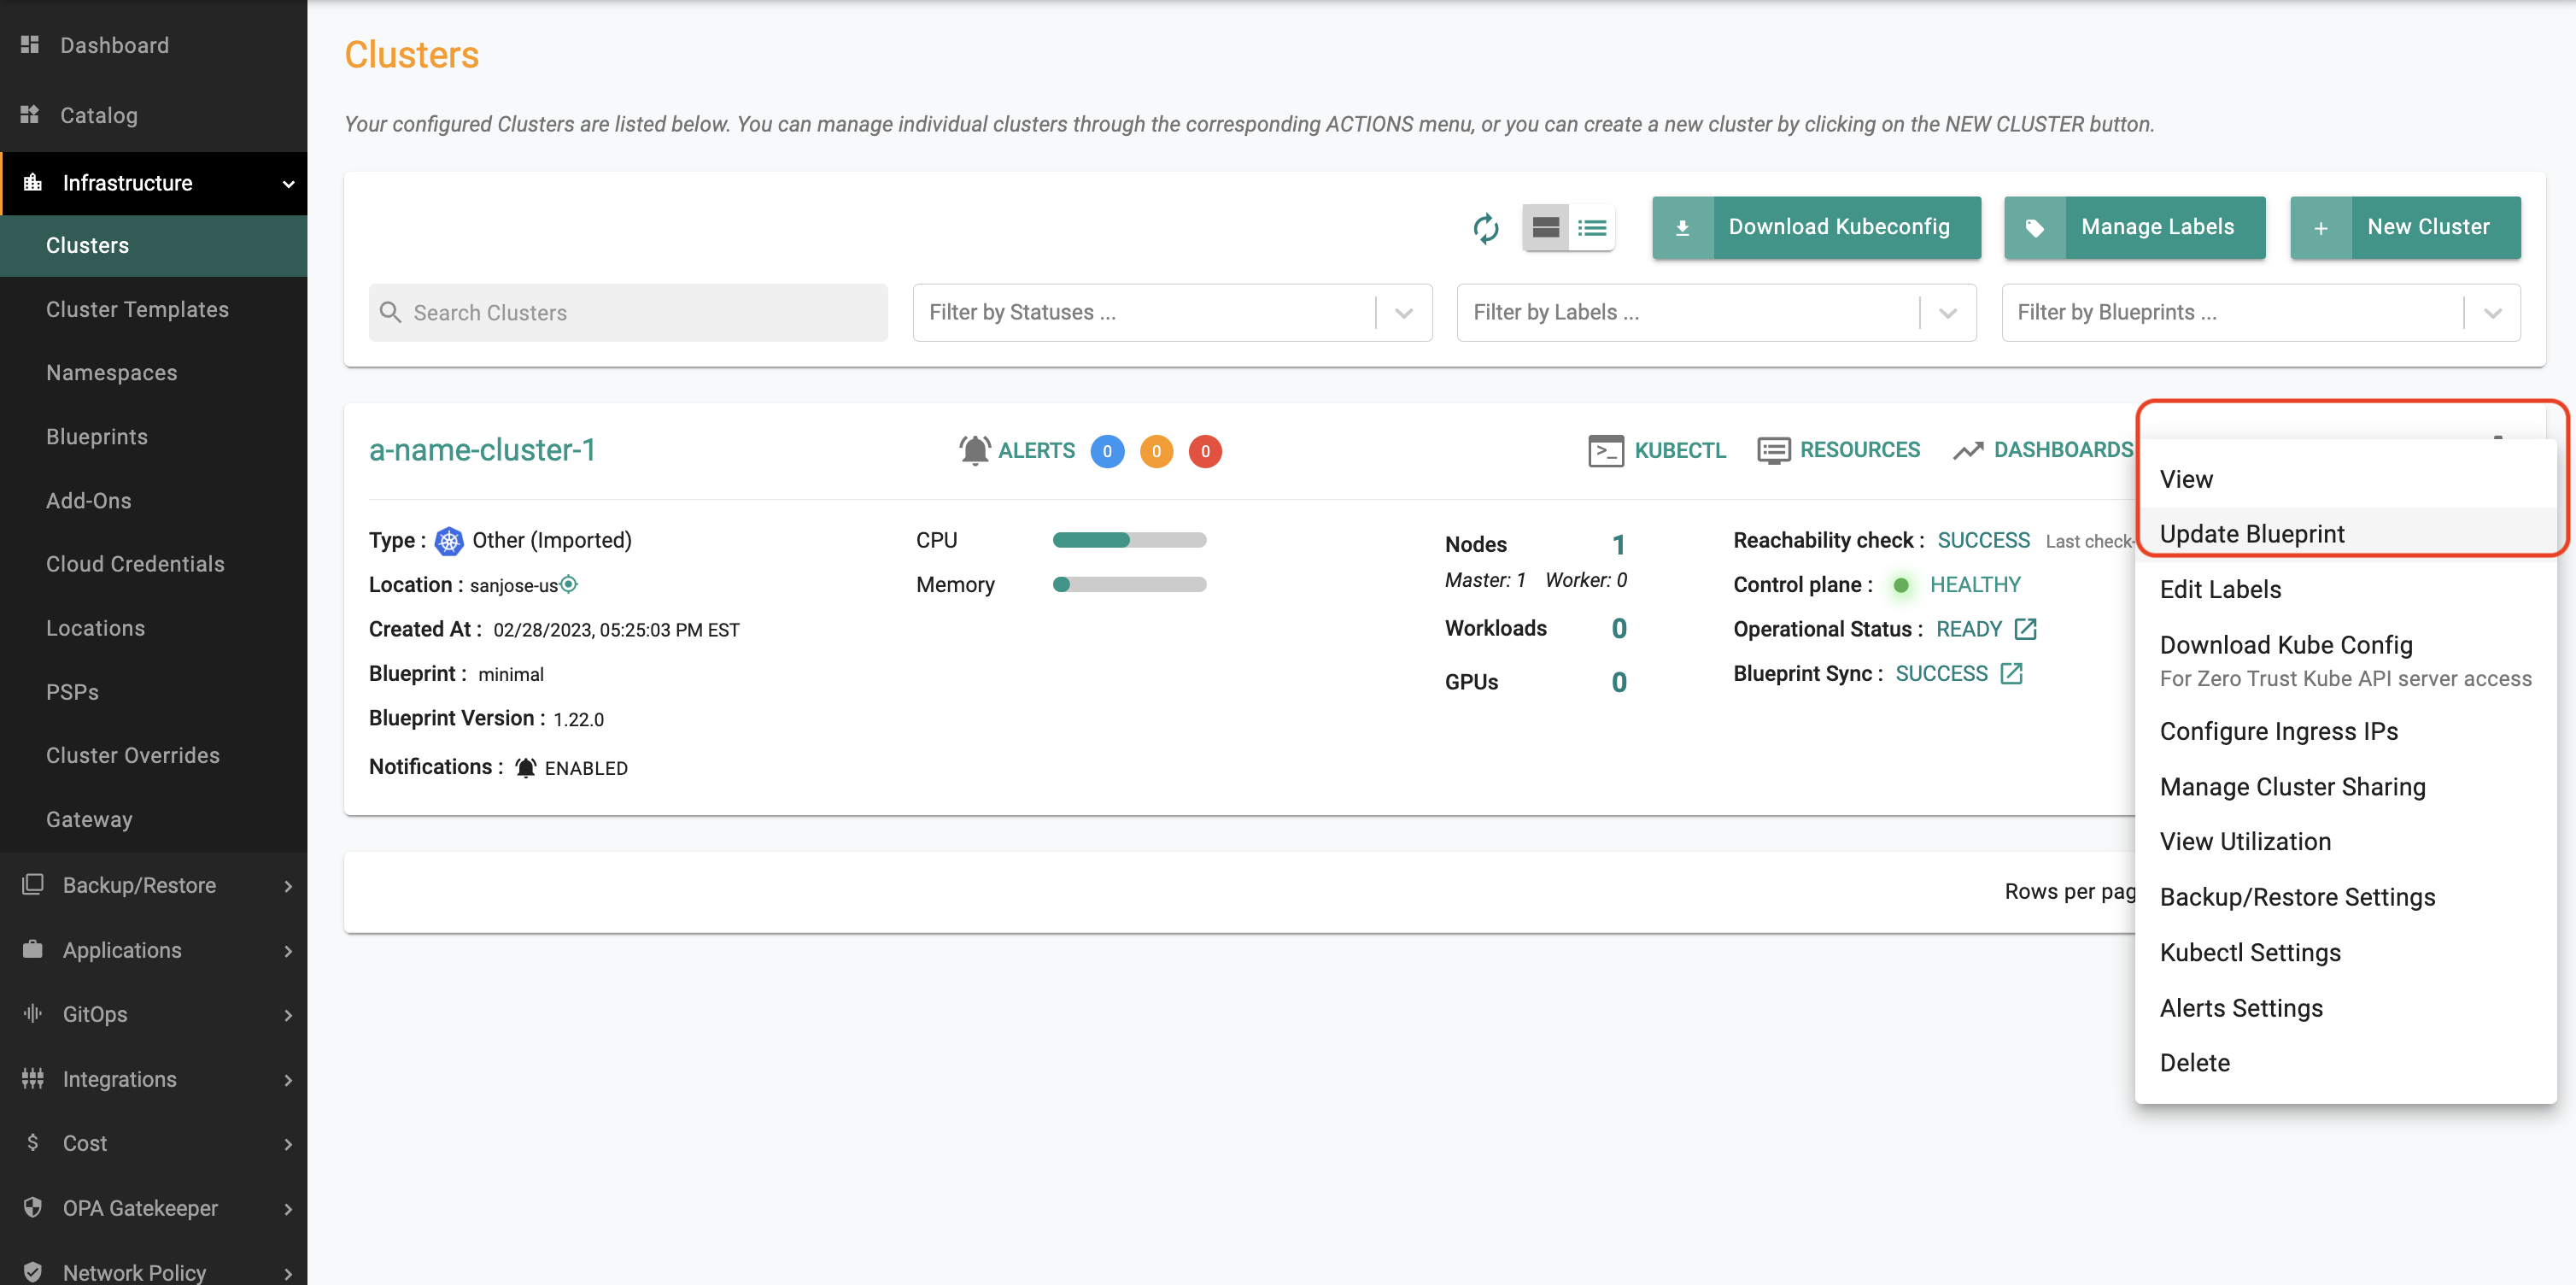 Dashboard
Catalog
Infrastructure
Clusters
Cluster Templates
Namespaces
Blueprints
Add-Ons
Cloud Credentials
Locations
PSPs
Cluster Overrides
Gateway
Backup/Restore
Applications
GitOps
Integrations
Cost
OPA Gatekeeper
Network Policy
Clusters
Your configured Clusters are listed below. You can manage individual clusters through the corresponding ACTIONS menu, or you can create a new cluster by clicking on the NEW CLUSTER button.
Download Kubeconfig
Manage Labels
New Cluster
Search Clusters
Filter by Statuses ...
Filter by Labels ...
Filter by Blueprints ...
a-name-cluster-1
ALERTS 0 0 0
KUBECTL
RESOURCES
DASHBOARDS
Type : Other (Imported)
Location : sanjose-us
Created At : 02/28/2023, 05:25:03 PM EST
Blueprint : minimal
Blueprint Version : 1.22.0
Notifications : ENABLED
CPU
Memory
Nodes 1
Master: 1 Worker: 0
Workloads 0
GPUs 0
Reachability check : SUCCESS Last check-
Control plane : HEALTHY
Operational Status : READY
Blueprint Sync : SUCCESS
Rows per pag
View
Update Blueprint
Edit Labels
Download Kube Config
For Zero Trust Kube API server access
Configure Ingress IPs
Manage Cluster Sharing
View Utilization
Backup/Restore Settings
Kubectl Settings
Alerts Settings
Delete